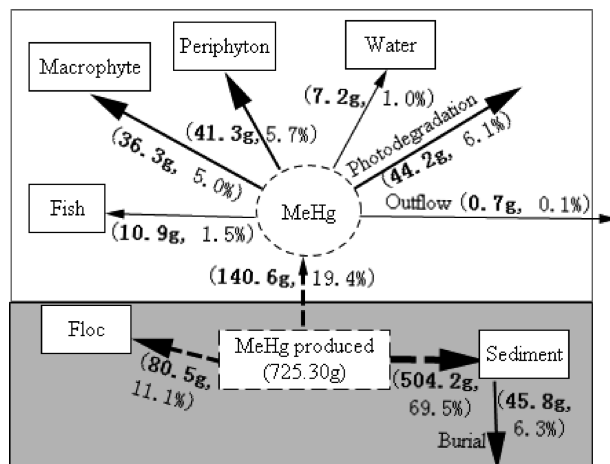 Macrophyte
Periphyton
Water
(36.3g, 5.0%)
(41.3g, 5.7%)
(7.2g, 1.0%)
Photodegradation
(44.2g, 6.1%)
Fish
(10.9g, 1.5%)
MeHg
Outflow (0.7g, 0.1%)
(140.6g, 19.4%)
Floc
(80.5g,
11.1%)
MeHg produced
(725.30g)
(504.2g,
69.5%)
Sediment
(45.8g,
6.3%)
Burial